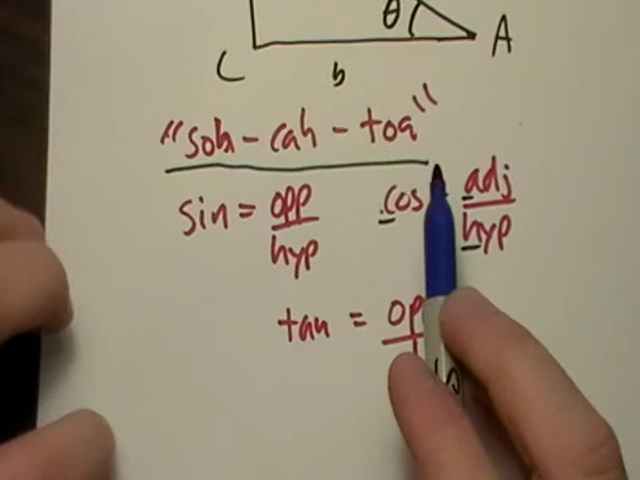 θ
C b A
"soh - cah - toa"
sin = opp/hyp cos adj/hyp
tan = op